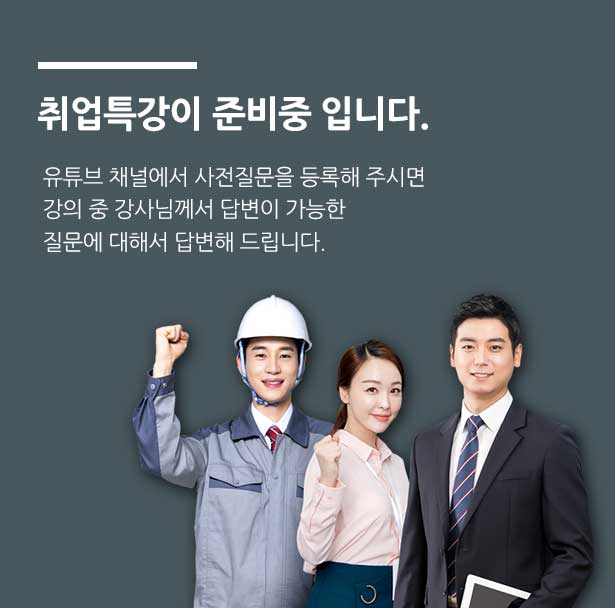 취업특강이 준비중 입니다.
유튜브 채널에서 사전질문을 등록해 주시면
강의 중 강사님께서 답변이 가능한
질문에 대해서 답변해 드립니다.